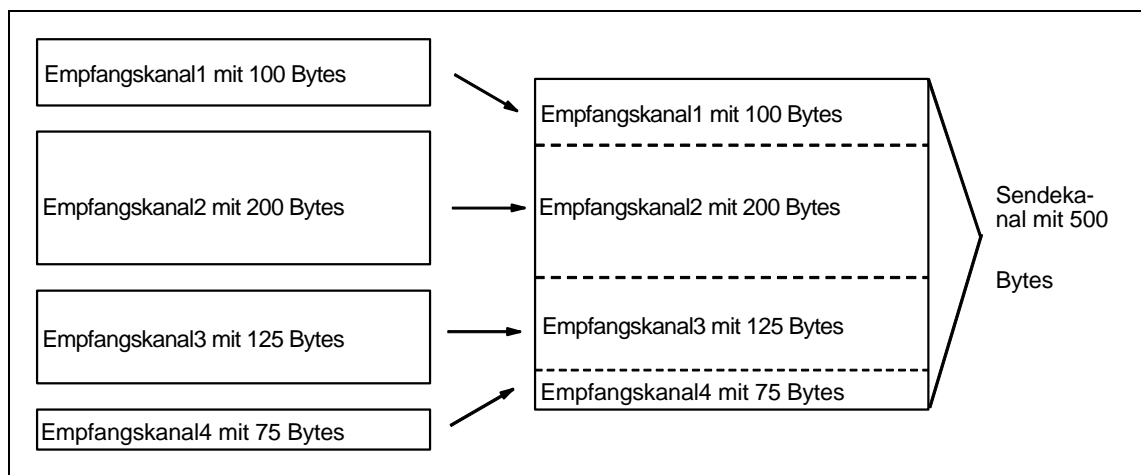 Empfangskanal1 mit 100 Bytes
Empfangskanal2 mit 200 Bytes
Empfangskanal3 mit 125 Bytes
Empfangskanal4 mit 75 Bytes
Empfangskanal1 mit 100 Bytes
Empfangskanal2 mit 200 Bytes
Empfangskanal3 mit 125 Bytes
Empfangskanal4 mit 75 Bytes
Sendeka-
nal mit 500
Bytes